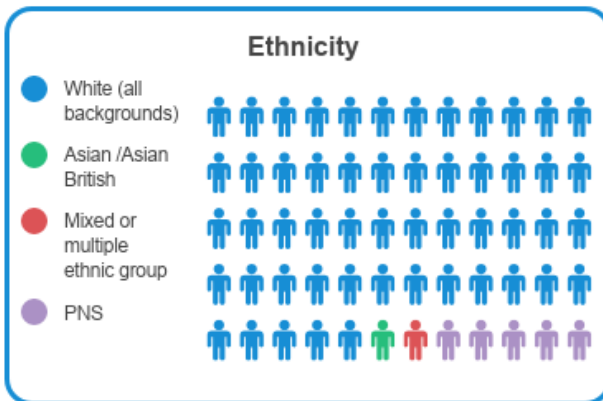 Ethnicity
White (all
backgrounds)
Asian /Asian
British
Mixed or
multiple
ethnic group
PNS